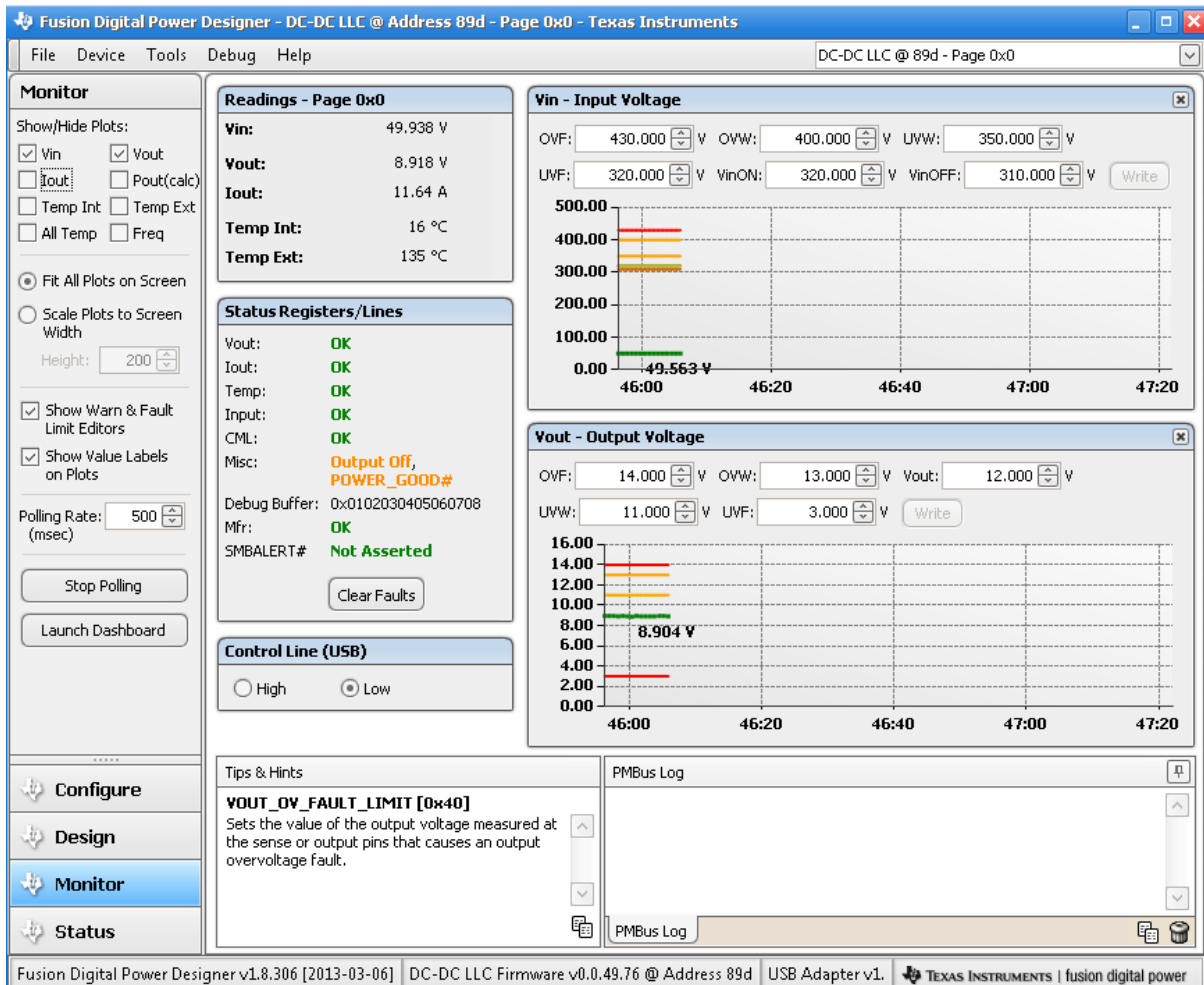 Fusion Digital Power Designer - DC-DC LLC @ Address 89d - Page 0x0 - Texas Instruments
File Device Tools Debug Help
DC-DC LLC @ 89d - Page 0x0
Monitor
Show/Hide Plots:
Vin Vout
Iout Pout(calc)
Temp Int Temp Ext
All Temp Freq
Fit All Plots on Screen
Scale Plots to Screen
Width
Height: 200
Show Warn & Fault
Limit Editors
Show Value Labels
on Plots
Polling Rate: 500
(msec)
Stop Polling
Launch Dashboard
Configure
Design
Monitor
Status
Readings - Page 0x0
Vin: 49.938 V
Vout: 8.918 V
Iout: 11.64 A
Temp Int: 16 °C
Temp Ext: 135 °C
Status Registers/Lines
Vout: OK
Iout: OK
Temp: OK
Input: OK
CML: OK
Misc: Output Off,
POWER_GOOD#
Debug Buffer: 0x0102030405060708
Mfr: OK
SMBALERT# Not Asserted
Clear Faults
Control Line (USB)
High Low
Vin - Input Voltage
OVF: 430.000 V OVW: 400.000 V UVW: 350.000 V
UVF: 320.000 V VinON: 320.000 V VinOFF: 310.000 V Write
500.00
400.00
300.00
200.00
100.00
0.00
49.563 V
46:00 46:20 46:40 47:00 47:20
Vout - Output Voltage
OVF: 14.000 V OVW: 13.000 V Vout: 12.000 V
UVW: 11.000 V UVF: 3.000 V Write
16.00
14.00
12.00
10.00
8.00
6.00
4.00
2.00
0.00
8.904 V
46:00 46:20 46:40 47:00 47:20
Tips & Hints
VOUT_OV_FAULT_LIMIT [0x40]
Sets the value of the output voltage measured at
the sense or output pins that causes an output
overvoltage fault.
PMBus Log
PMBus Log
Fusion Digital Power Designer v1.8.306 [2013-03-06] DC-DC LLC Firmware v0.0.49.76 @ Address 89d USB Adapter v1. TEXAS INSTRUMENTS | fusion digital power